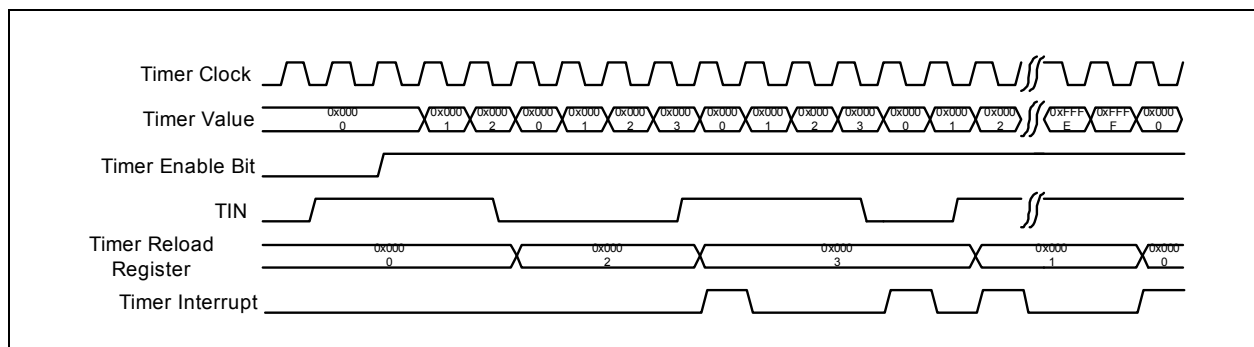 Timer Clock
Timer Value
0x000 0x000 0x000 0x000 0x000 0x000 0x000 0x000 0x000 0x000 0x000 0x000 0x000 0x000 0xFFF 0xFFF 0x000
0 1 2 0 1 2 3 0 1 2 3 0 1 2 E F 0
Timer Enable Bit
TIN
Timer Reload
Register
0x000 0x000 0x000 0x000 0x000
0 2 3 1 0
Timer Interrupt